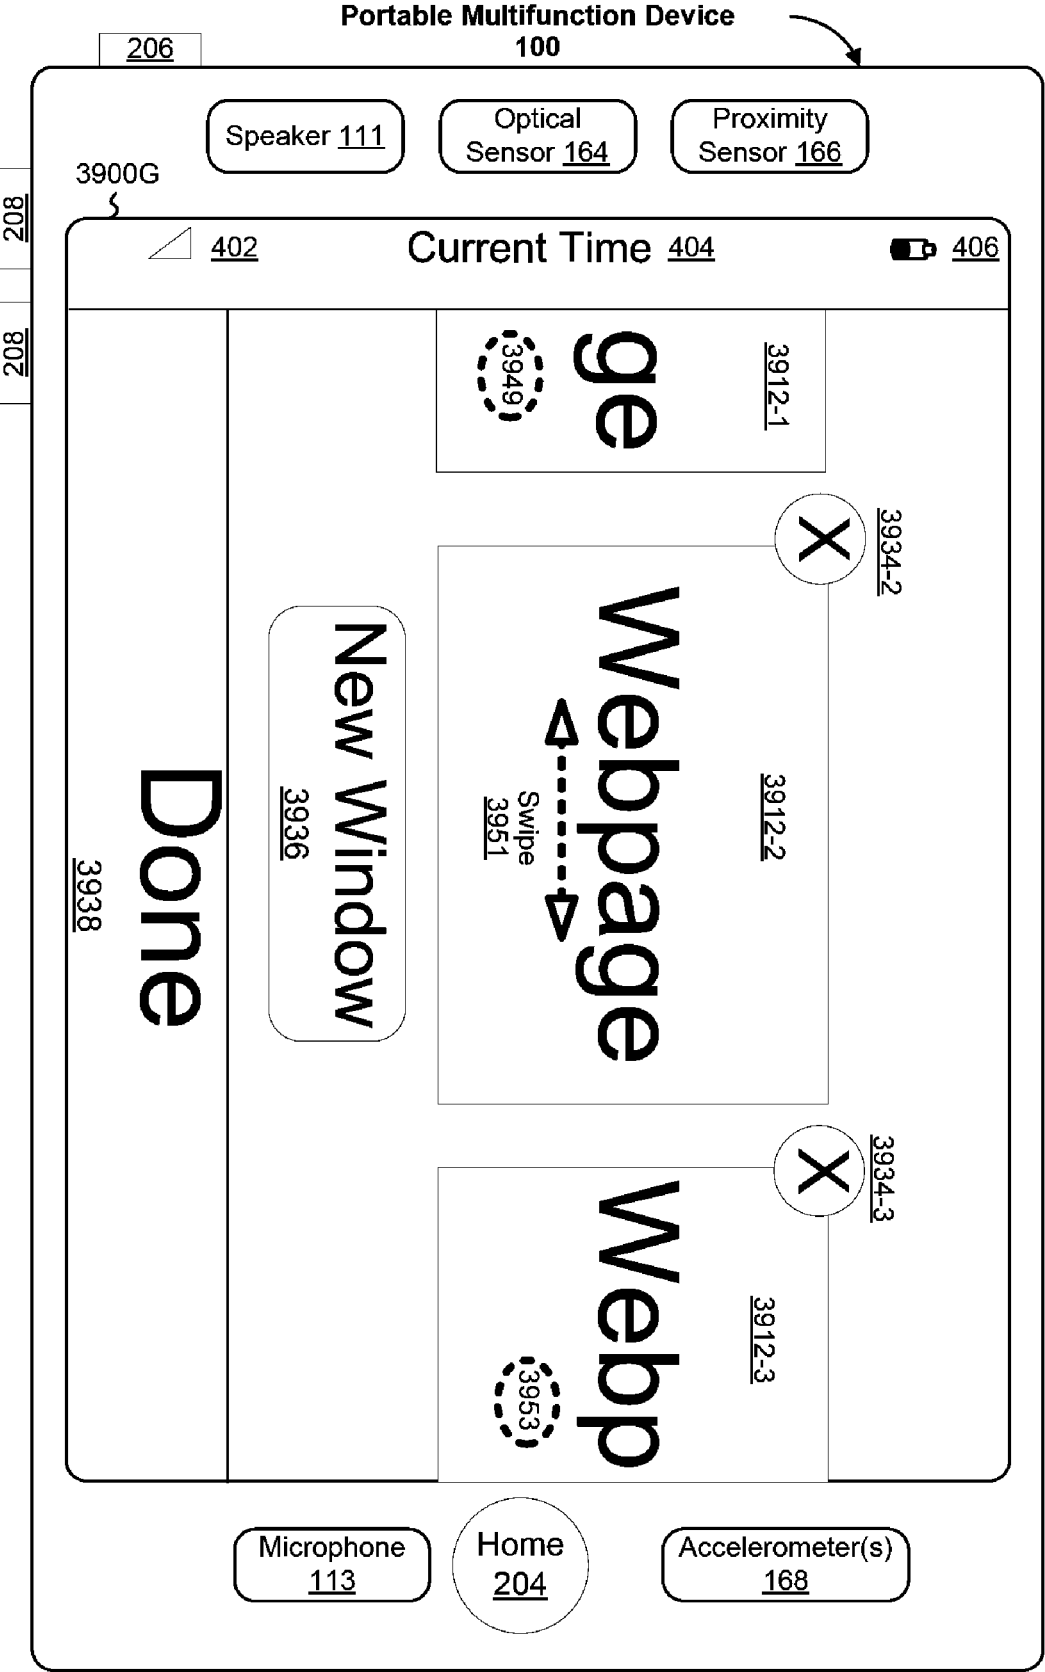 Portable Multifunction Device
100
206
Speaker 111
Optical
Sensor 164
Proximity
Sensor 166
3900G
208
208
402
Current Time 404
406
ge
3949
3912-1
X
3934-2
Webpage
3912-2
Swipe
3951
New Window
3936
Done
3938
X
3934-3
Webp
3912-3
3953
Microphone
113
Home
204
Accelerometer(s)
168